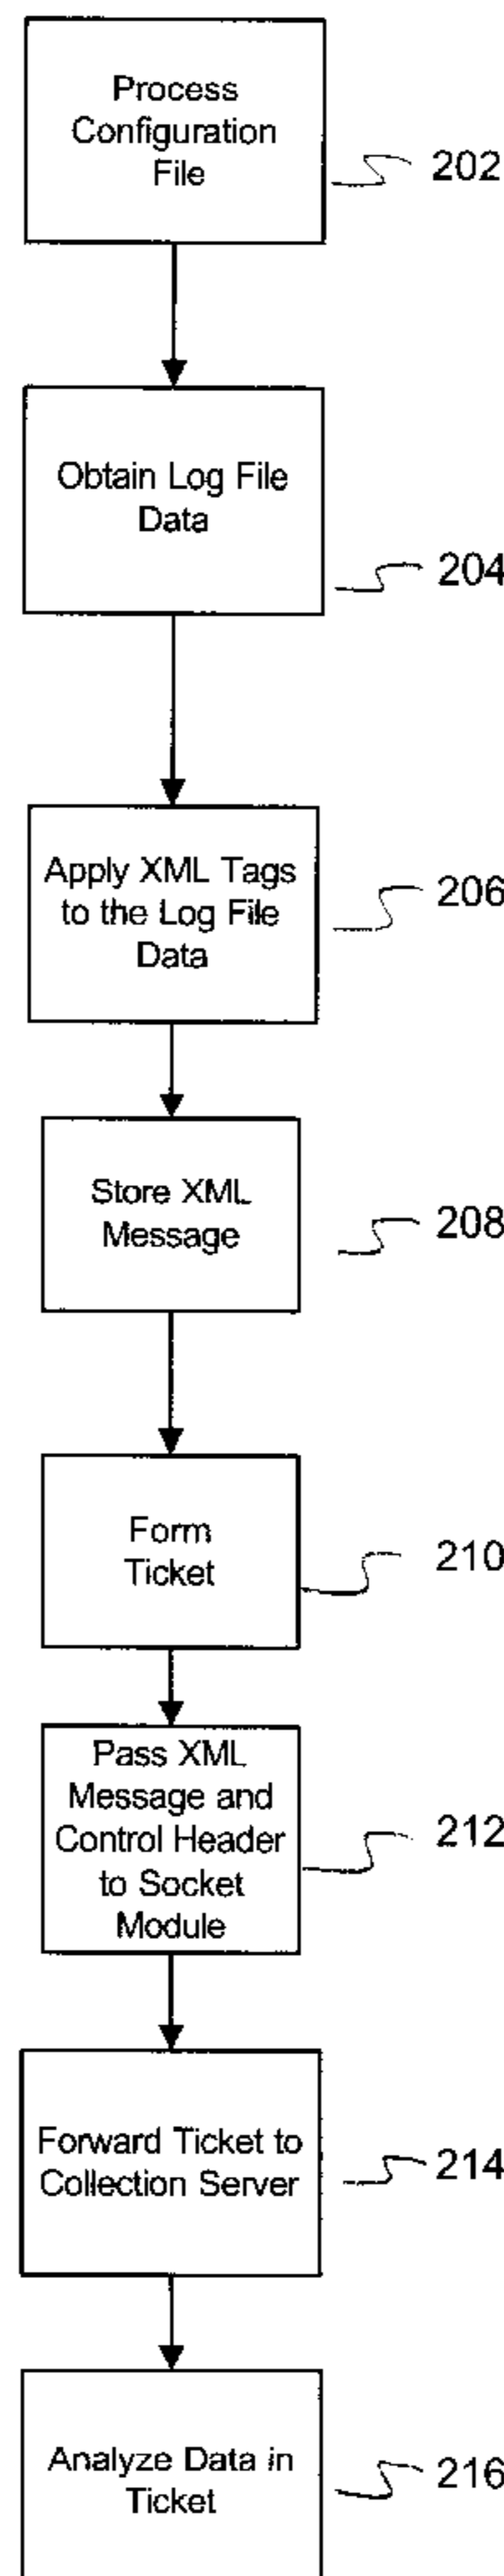 Process
Configuration
File
202
Obtain Log File
Data
204
Apply XML Tags
to the Log File
Data
206
Store XML
Message
208
Form
Ticket
210
Pass XML
Message and
Control Header
to Socket
Module
212
Forward Ticket to
Collection Server
214
Analyze Data in
Ticket
216